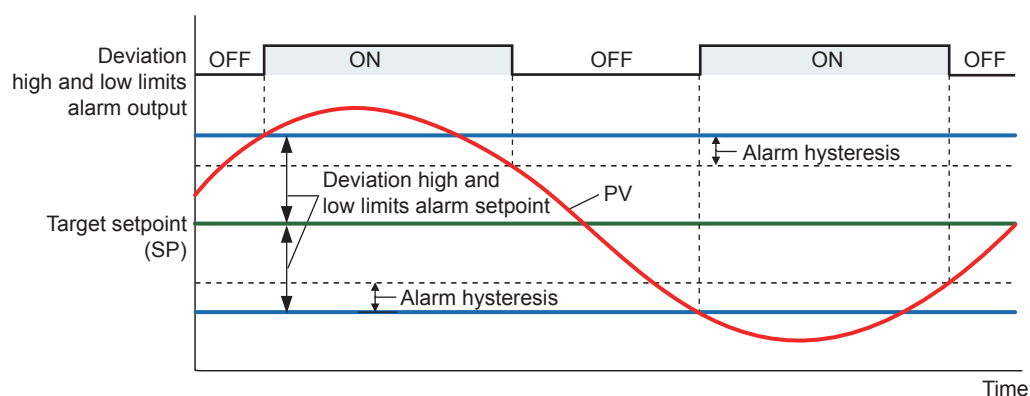 Deviation
high and low limits
alarm output
OFF
ON
OFF
ON
OFF
Alarm hysteresis
Deviation high and
low limits alarm setpoint
PV
Target setpoint
(SP)
Alarm hysteresis
Time